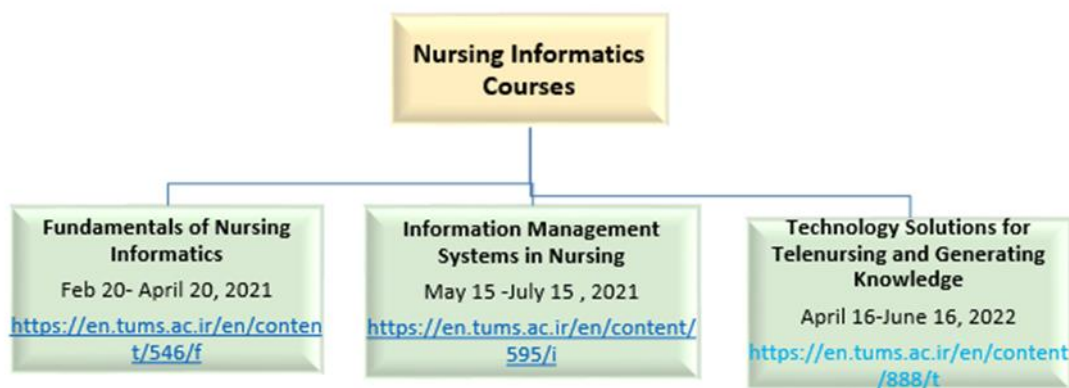 Nursing Informatics
Courses
Fundamentals of Nursing
Informatics
Feb 20- April 20, 2021
https://en.tums.ac.ir/en/conten
t/546/f
Information Management
Systems in Nursing
May 15 -July 15 , 2021
https://en.tums.ac.ir/en/content/
595/i
Technology Solutions for
Telenursing and Generating
Knowledge
April 16-June 16, 2022
https://en.tums.ac.ir/en/content
/888/t